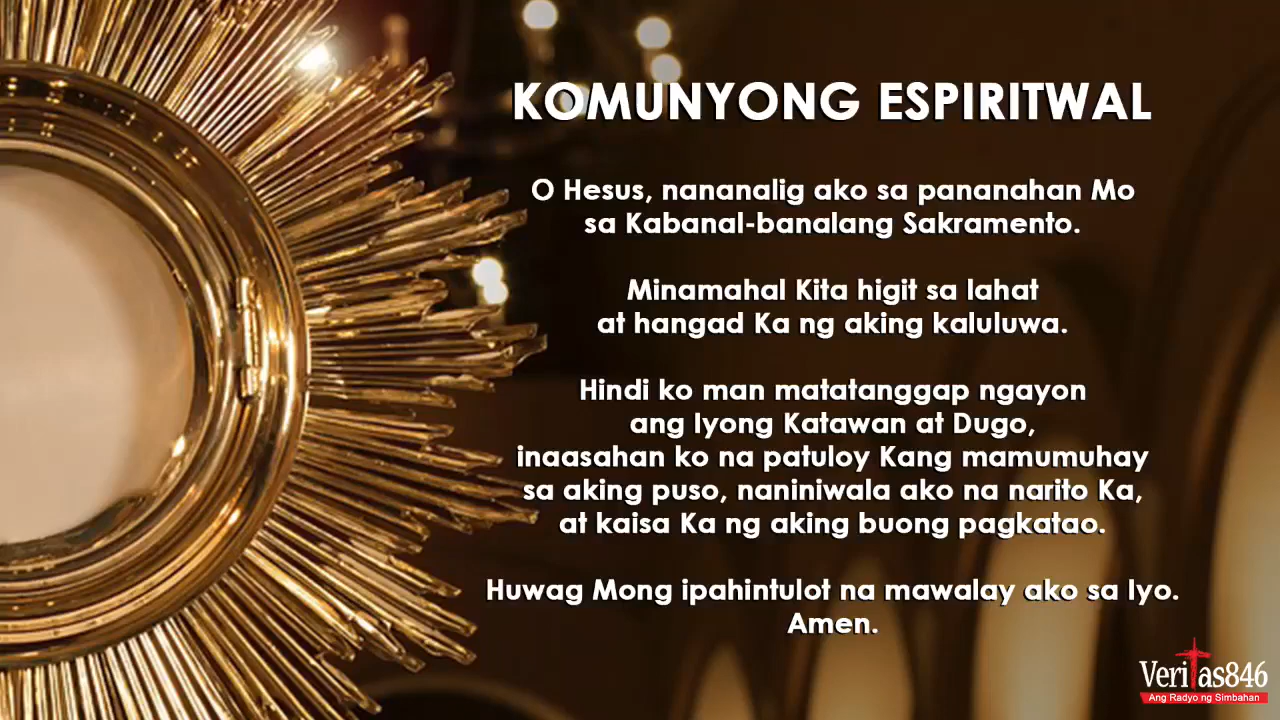 KOMUNYONG ESPIRITWAL
O Hesus, nananalig ako sa pananahan Mo
sa Kabanal-banalang Sakramento.
Minamahal Kita higit sa lahat
at hangad Ka ng aking kaluluwa.
Hindi ko man matatanggap ngayon
ang Iyong Katawan at Dugo,
inaasahan ko na patuloy Kang mamumuhay
sa aking puso, naniniwala ako na narito Ka,
at kaisa Ka ng aking buong pagkatao.
Huwag Mong ipahintulot na mawalay ako sa Iyo.
Amen.
Veritas846
Ang Radyo ng Simbahan